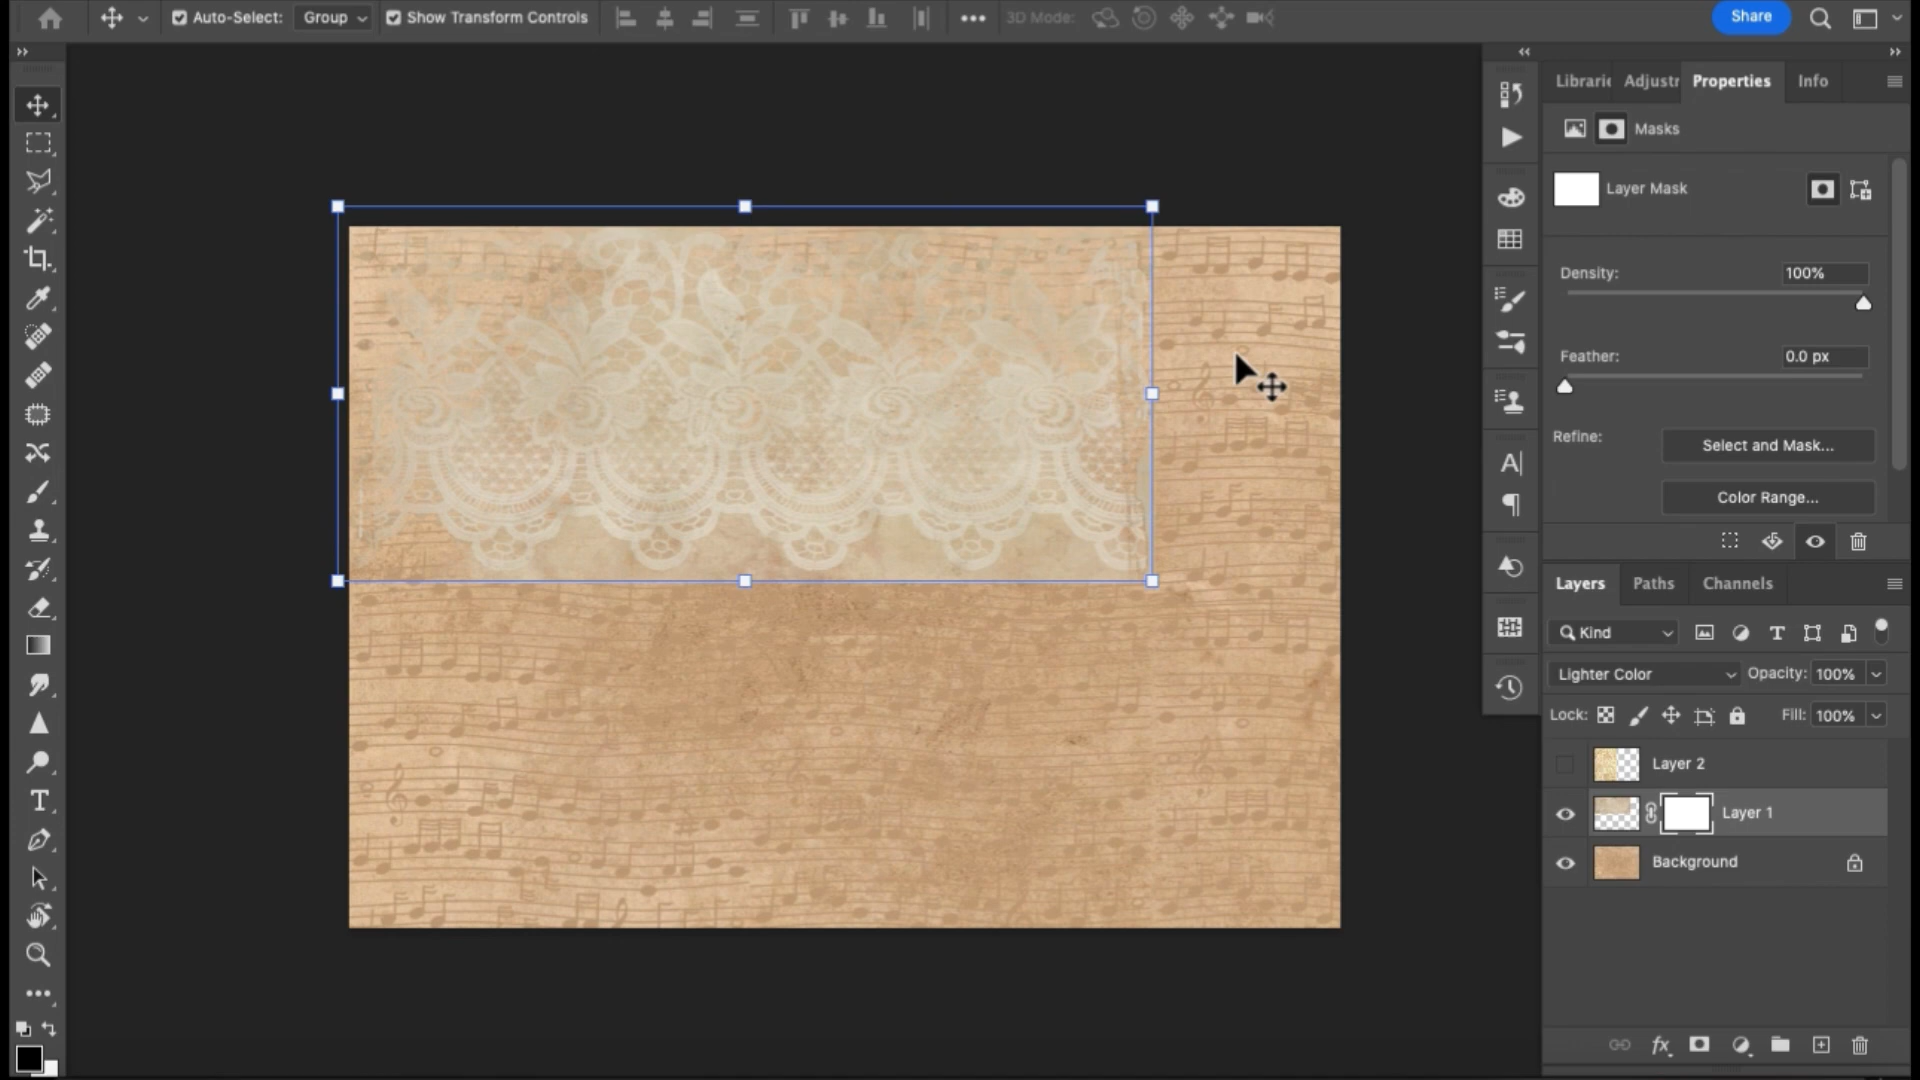 Auto-Select: Group Show Transform Controls 3D Mode: Share
Librarie Adjustr Properties Info
Masks
Layer Mask
Density: 100%
Feather: 0.0 px
Refine: Select and Mask...
Color Range...
Layers Paths Channels
Kind
Lighter Color Opacity: 100%
Lock: Fill: 100%
Layer 2
Layer 1
Background